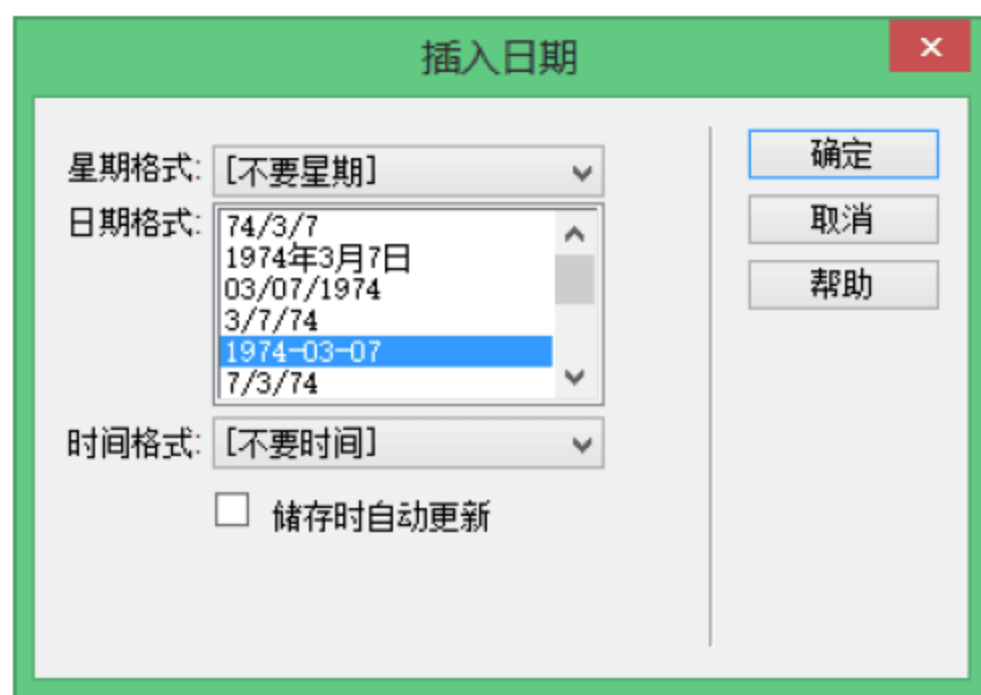 插入日期
星期格式: [不要星期]
日期格式: 74/3/7
1974年3月7日
03/07/1974
3/7/74
1974-03-07
7/3/74
时间格式: [不要时间]
储存时自动更新
确定
取消
帮助